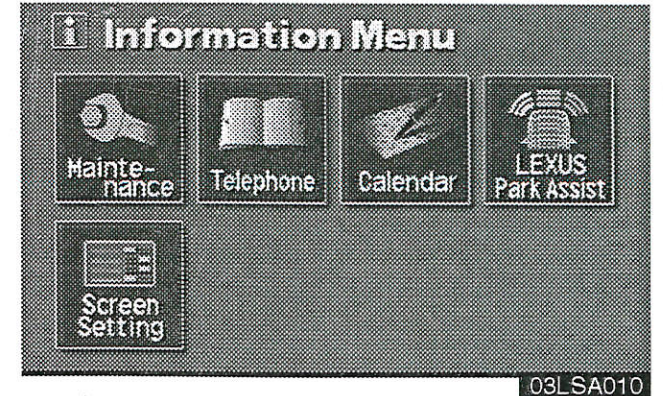 i Information Menu
Mainte-
nance
Telephone
Calendar
LEXUS
Park Assist
Screen
Setting
03LSA010